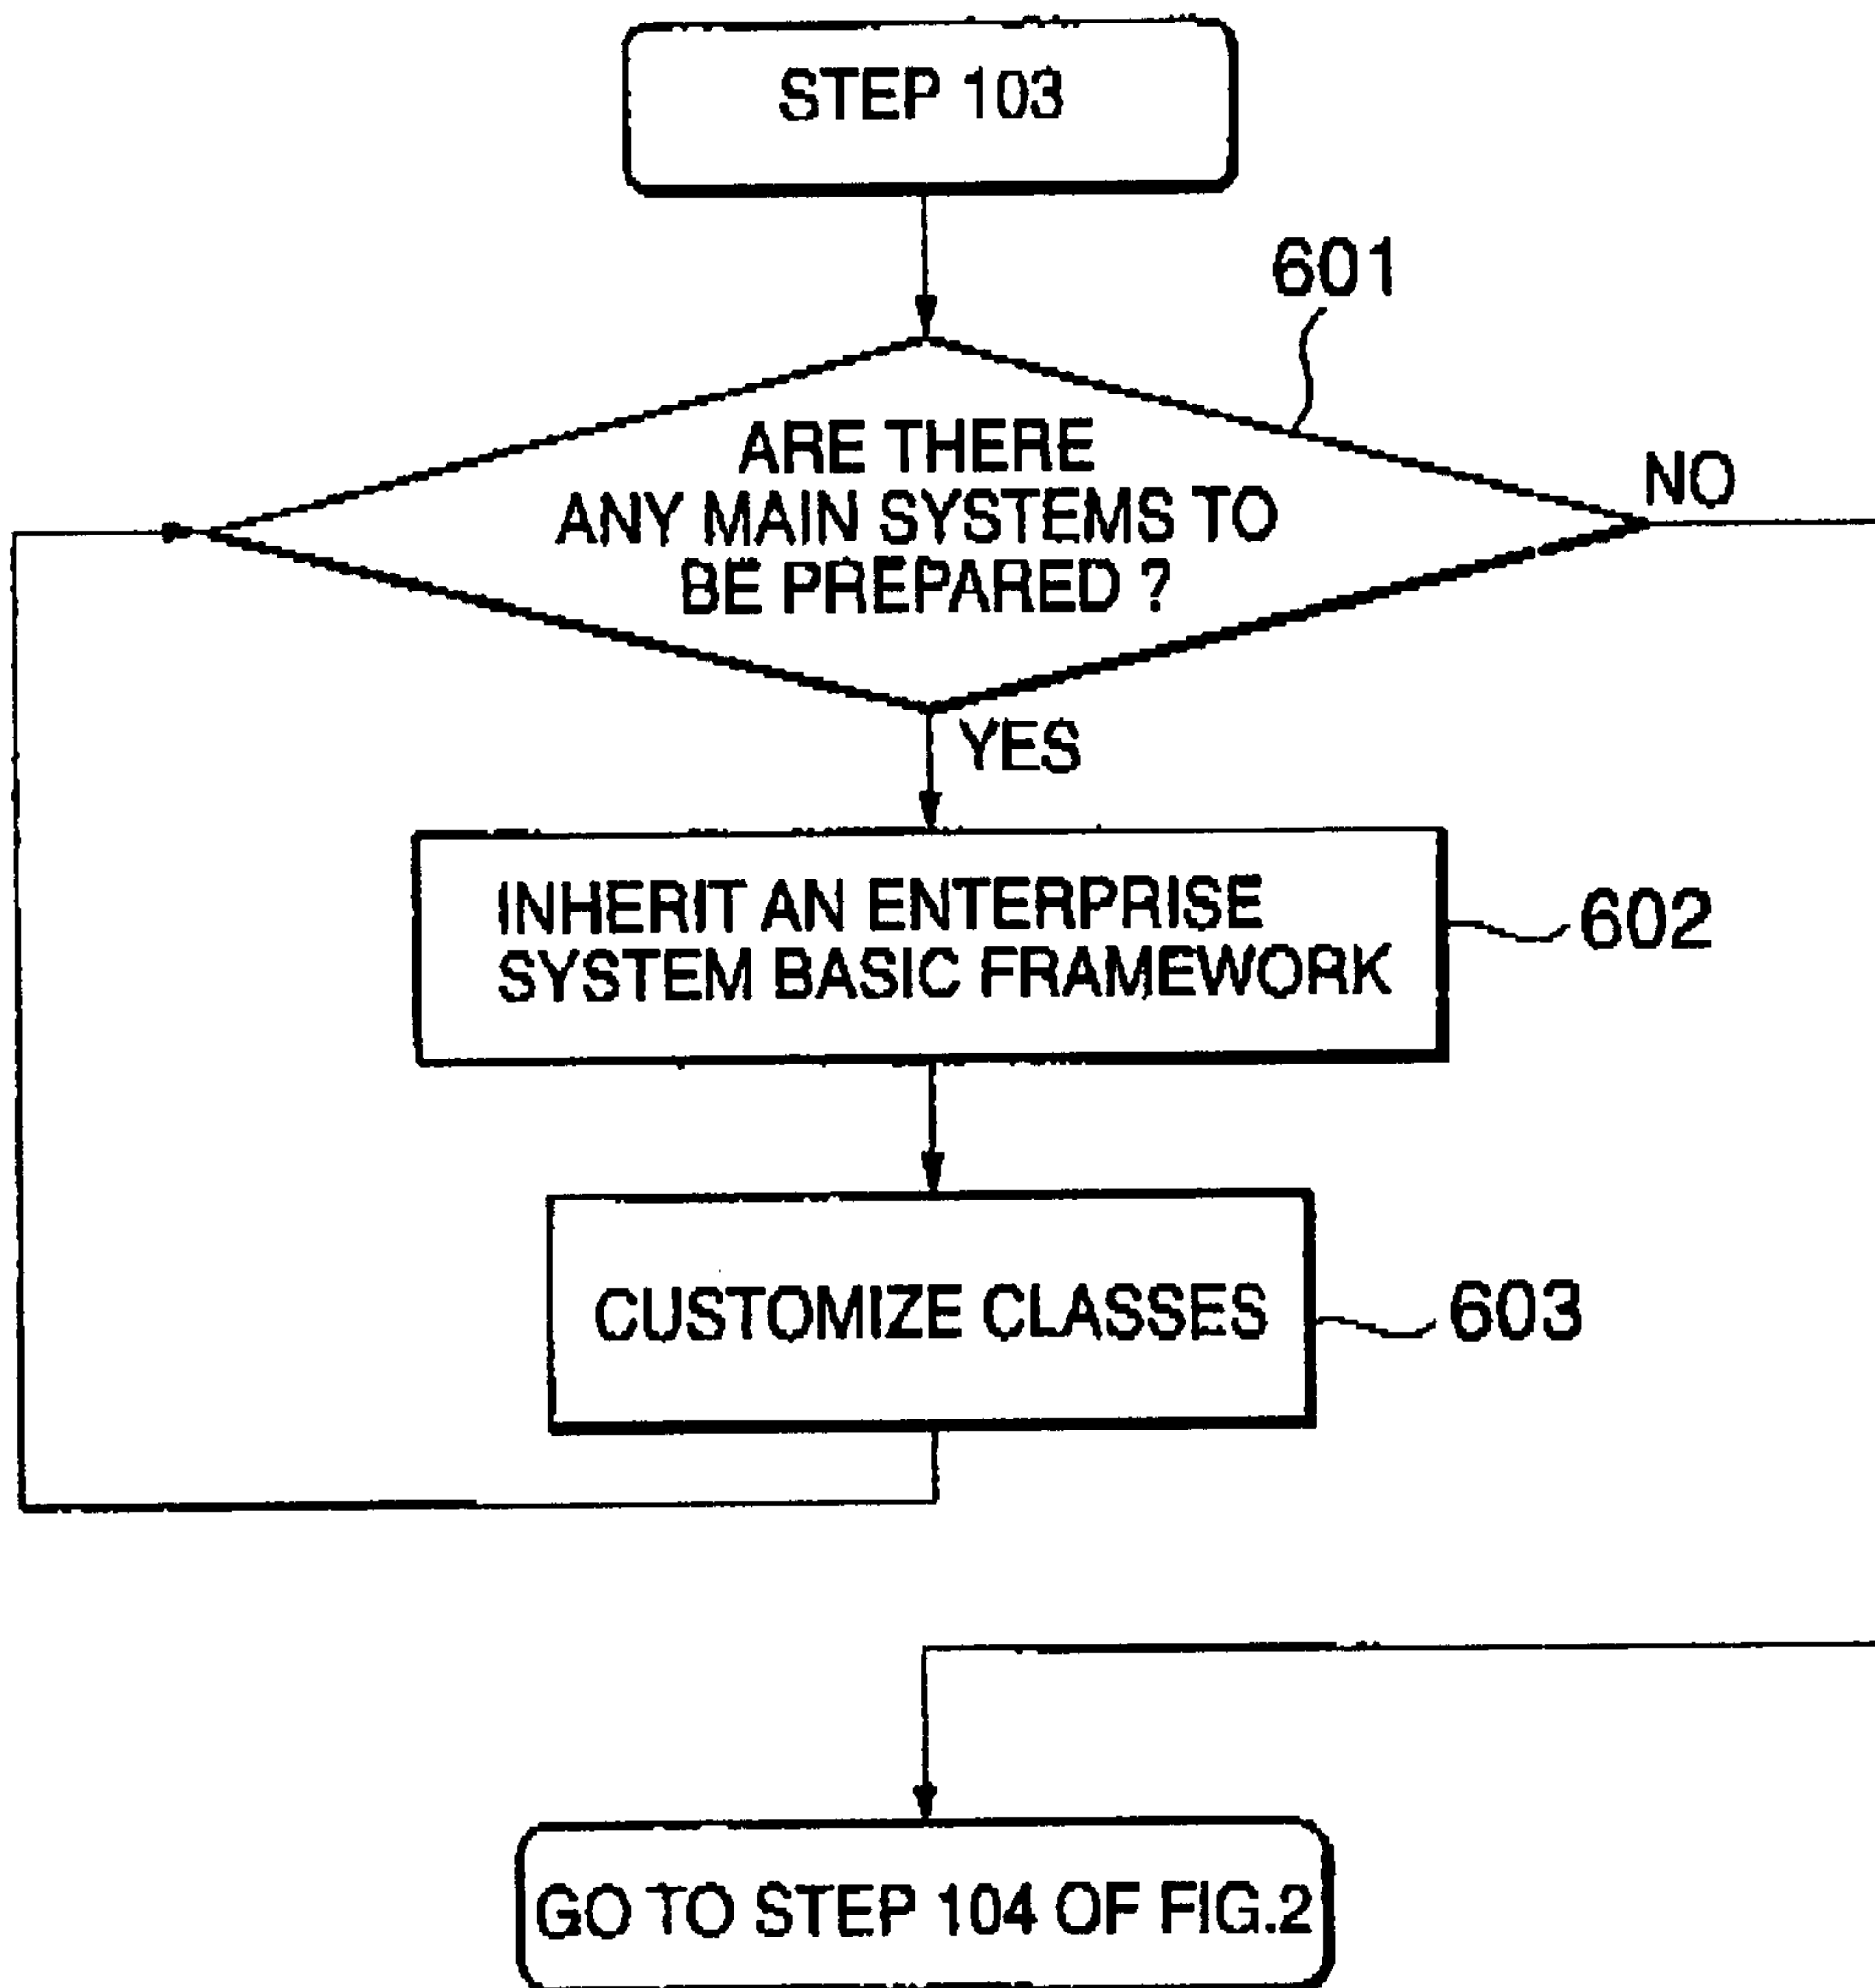 STEP 103
601
ARE THERE
ANY MAIN SYSTEMS TO
BE PREPARED ?
NO
YES
INHERIT AN ENTERPRISE
SYSTEM BASIC FRAMEWORK
602
CUSTOMIZE CLASSES
603
GO TO STEP 104 OF FIG.2